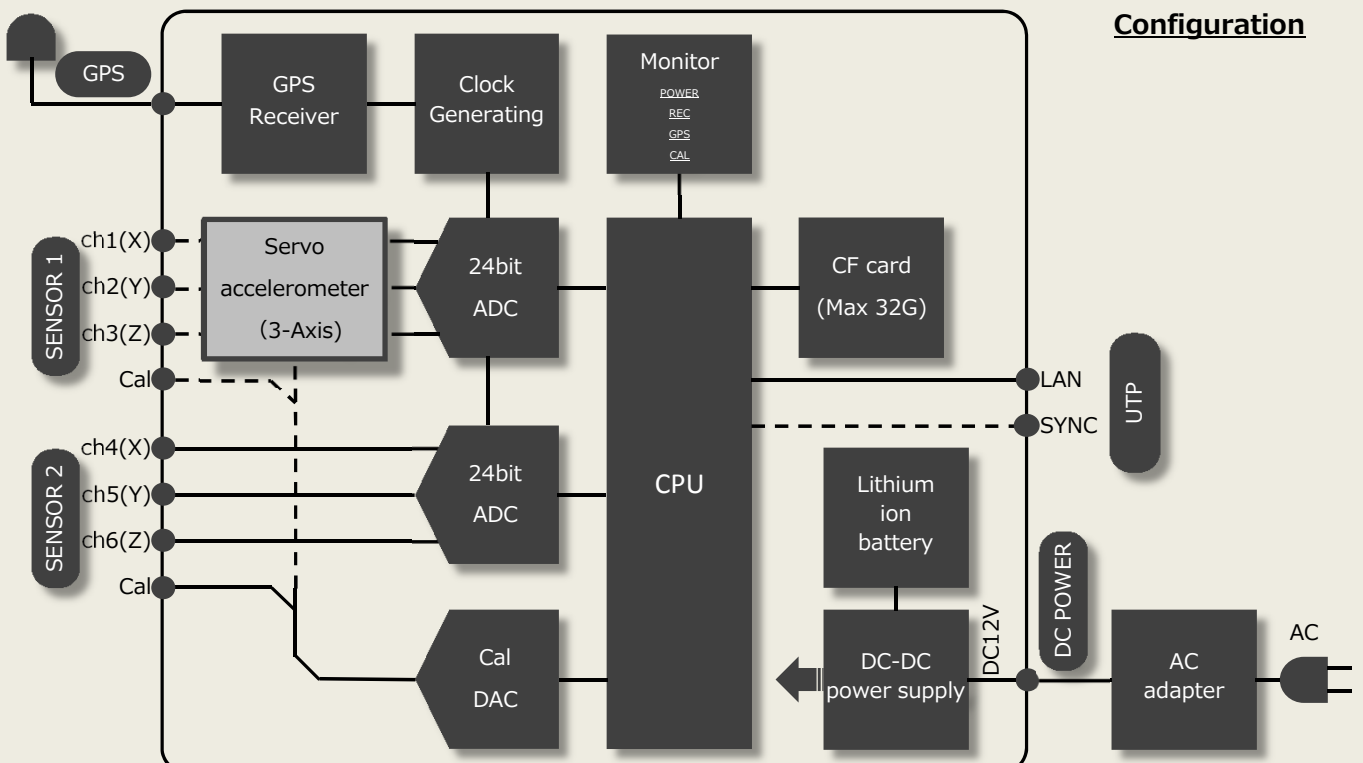 Configuration
GPS
GPS
Receiver
Clock
Generating
Monitor
POWER
REC
GPS
CAL
SENSOR 1
ch1(X)
ch2(Y)
ch3(Z)
Cal
Servo
accelerometer
(3-Axis)
24bit
ADC
CPU
CF card
(Max 32G)
LAN
SYNC
UTP
SENSOR 2
ch4(X)
ch5(Y)
ch6(Z)
Cal
24bit
ADC
Lithium
ion
battery
Cal
DAC
DC-DC
power supply
DC12V
DC POWER
AC
adapter
AC